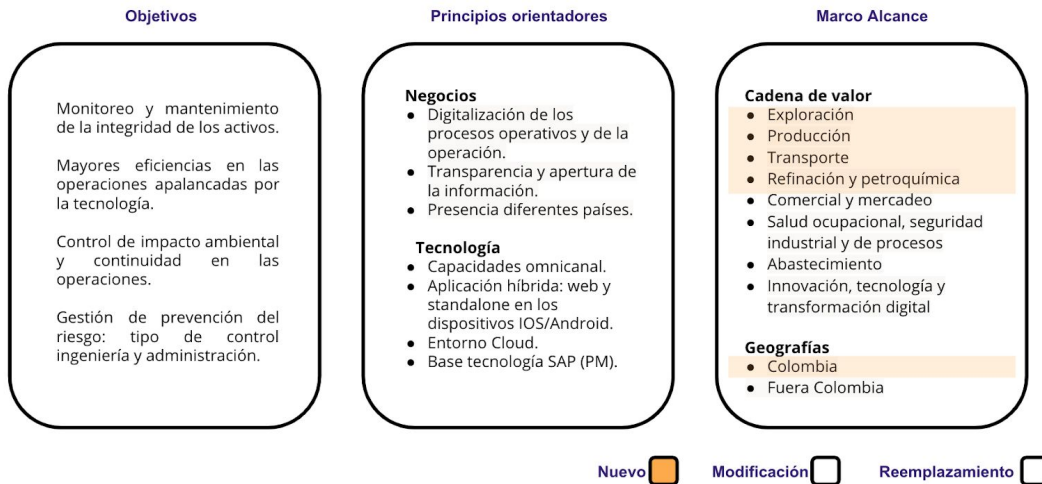 Objetivos
Monitoreo y mantenimiento
de la integridad de los activos.
Mayores eficiencias en las
operaciones apalancadas por
la tecnología.
Control de impacto ambiental
y continuidad en las
operaciones.
Gestión de prevención del
riesgo: tipo de control
ingeniería y administración.
Principios orientadores
Negocios
● Digitalización de los
procesos operativos y de la
operación.
● Transparencia y apertura de
la información.
● Presencia diferentes países.
Tecnología
● Capacidades omnicanal.
● Aplicación híbrida: web y
standalone en los
dispositivos IOS/Android.
● Entorno Cloud.
● Base tecnología SAP (PM).
Marco Alcance
Cadena de valor
● Exploración
● Producción
● Transporte
● Refinación y petroquímica
● Comercial y mercadeo
● Salud ocupacional, seguridad
industrial y de procesos
● Abastecimiento
● Innovación, tecnología y
transformación digital
Geografías
● Colombia
● Fuera Colombia
Nuevo Modificación Reemplazamiento